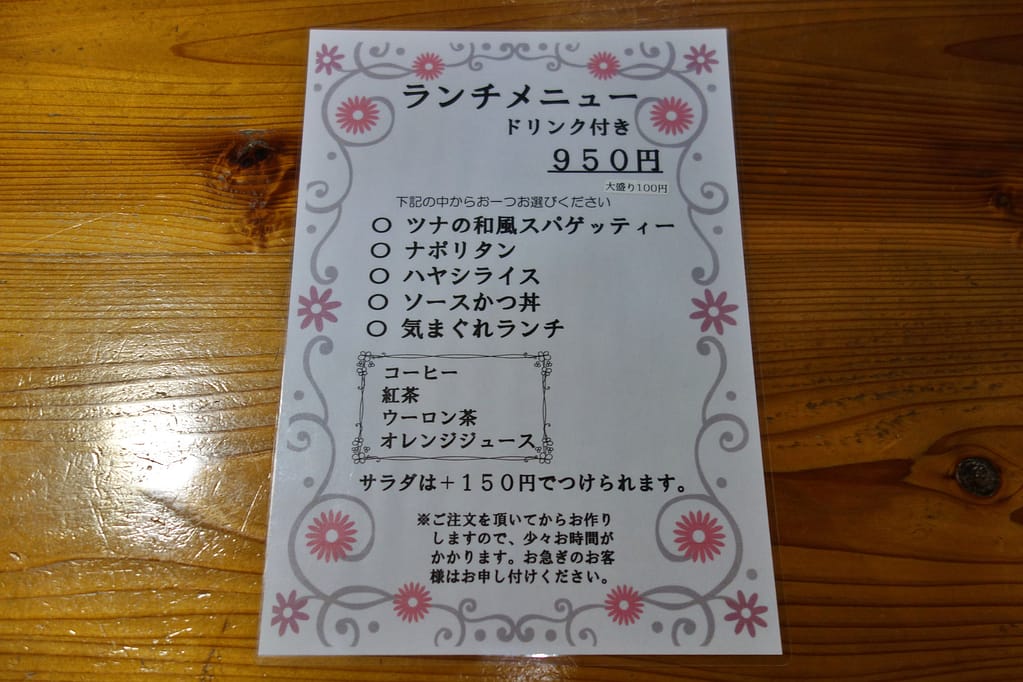 ランチメニュー
ドリンク付き
９５０円
大盛り100円
下記の中からお一つお選びください
○ ツナの和風スパゲッティー
○ ナポリタン
○ ハヤシライス
○ ソースかつ丼
○ 気まぐれランチ
コーヒー
紅茶
ウーロン茶
オレンジジュース
サラダは＋１５０円でつけられます。
※ご注文を頂いてからお作り
しますので、少々お時間が
かかります。お急ぎのお客
様はお申し付けください。